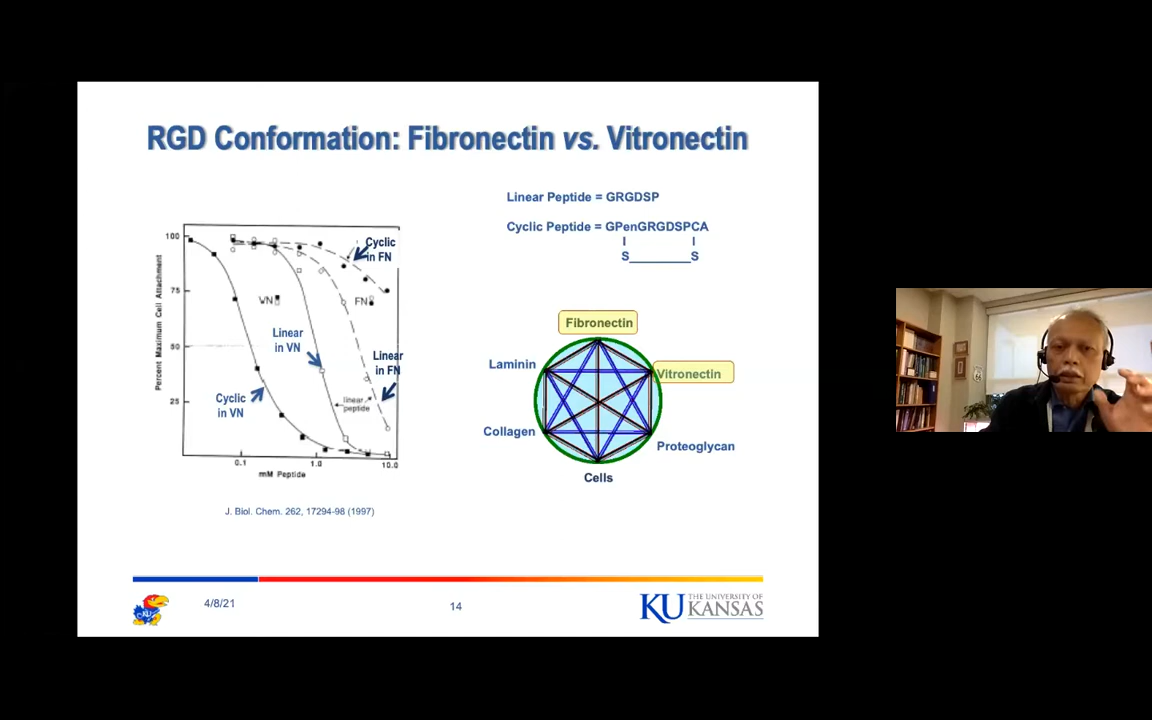 RGD Conformation: Fibronectin vs. Vitronectin
Linear Peptide = GRGDSP
Cyclic Peptide = GPenGRGDSPCA
S_________S
Percent Maximum Cell Attachment
100
75
50
25
Cyclic
in FN
VN
FN
Linear
in VN
Linear
in FN
Cyclic
in VN
linear
peptide
0.1
1.0
10.0
mM Peptide
Fibronectin
Laminin
Vitronectin
Collagen
Proteoglycan
Cells
J. Biol. Chem. 262, 17294-98 (1997)
4/8/21
14
KU THE UNIVERSITY OF
KANSAS